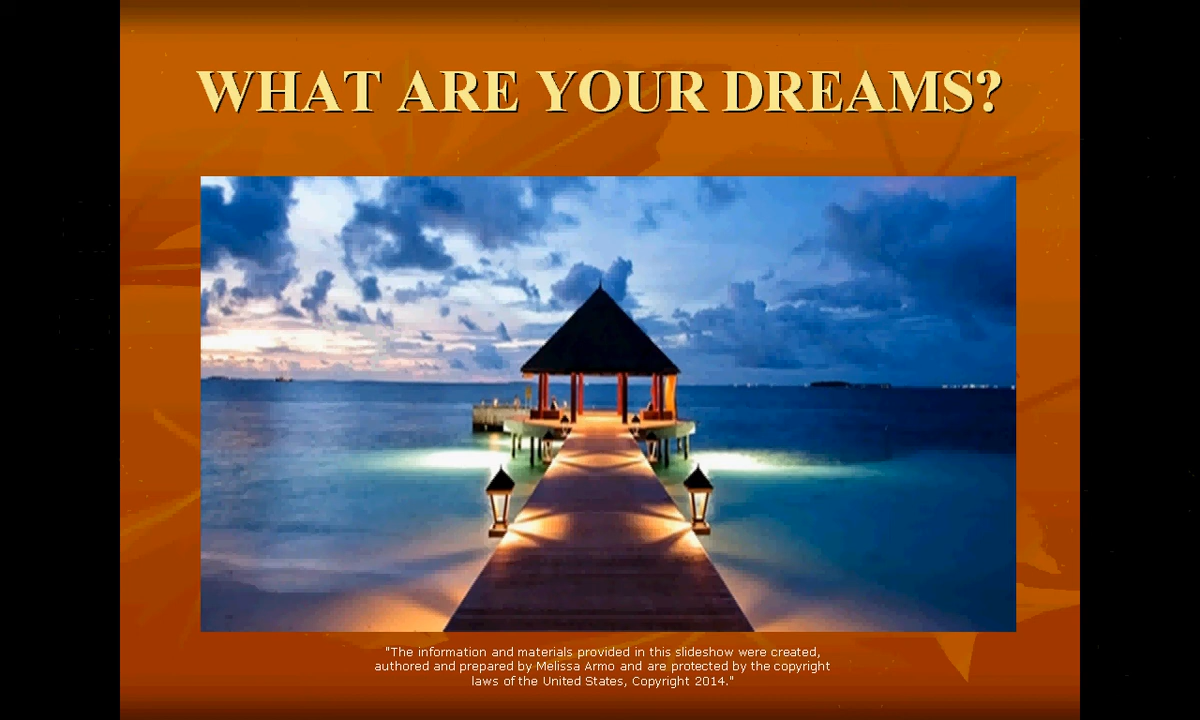 WHAT ARE YOUR DREAMS?
"The information and materials provided in this slideshow were created,
authored and prepared by Melissa Armo and are protected by the copyright
laws of the United States, Copyright 2014."